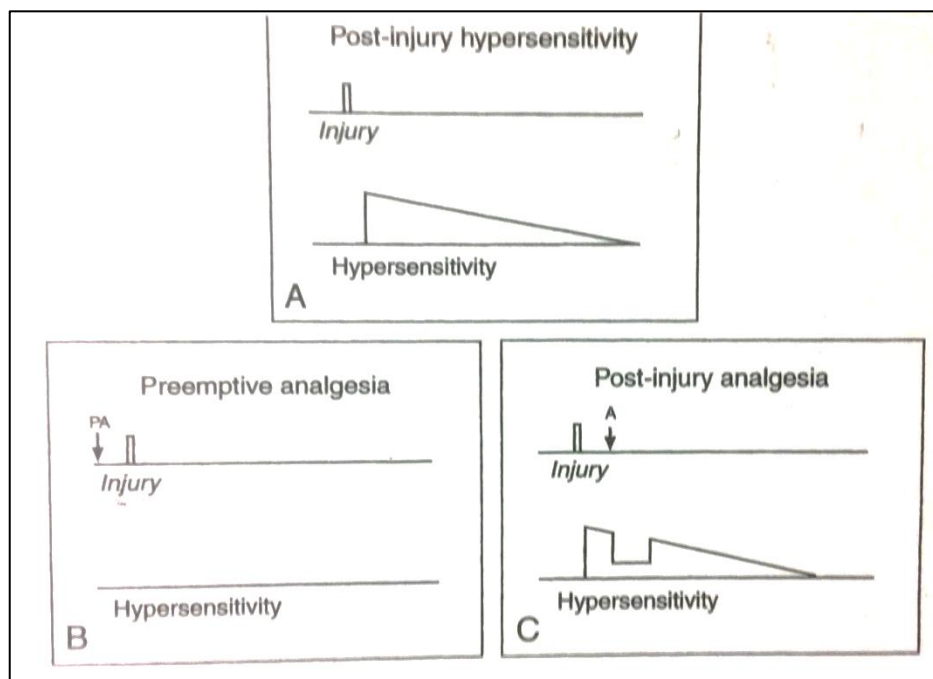 Post-injury hypersensitivity
Injury
Hypersensitivity
A
Preemptive analgesia
PA
Injury
Hypersensitivity
B
Post-injury analgesia
A
Injury
Hypersensitivity
C